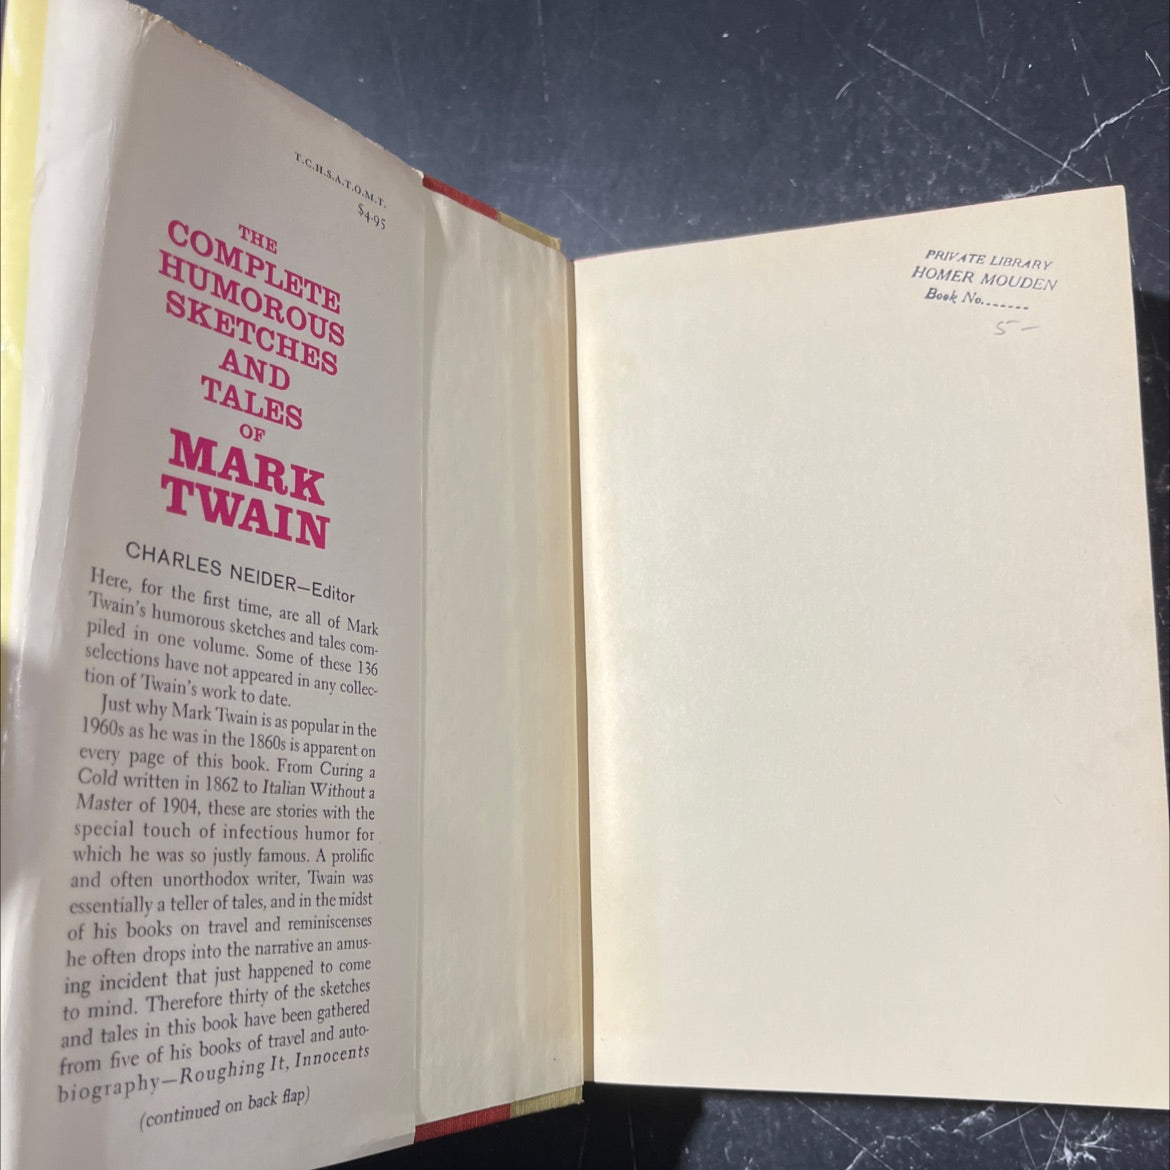 T.C.H.S.A.T.O.M.T.
$4.95
THE
COMPLETE
HUMOROUS
SKETCHES
AND
TALES
OF
MARK
TWAIN
CHARLES NEIDER—Editor
Here, for the first time, are all of Mark
Twain's humorous sketches and tales com-
piled in one volume. Some of these 136
selections have not appeared in any collec-
tion of Twain's work to date.
Just why Mark Twain is as popular in the
1960s as he was in the 1860s is apparent on
every page of this book. From Curing a
Cold written in 1862 to Italian Without a
Master of 1904, these are stories with the
special touch of infectious humor for
which he was so justly famous. A prolific
and often unorthodox writer, Twain was
essentially a teller of tales, and in the midst
of his books on travel and reminiscenses
he often drops into the narrative an amus-
ing incident that just happened to come
to mind. Therefore thirty of the sketches
and tales in this book have been gathered
from five of his books of travel and auto-
biography—Roughing It, Innocents
(continued on back flap)
PRIVATE LIBRARY
HOMER MOUDEN
Book No.......
5-